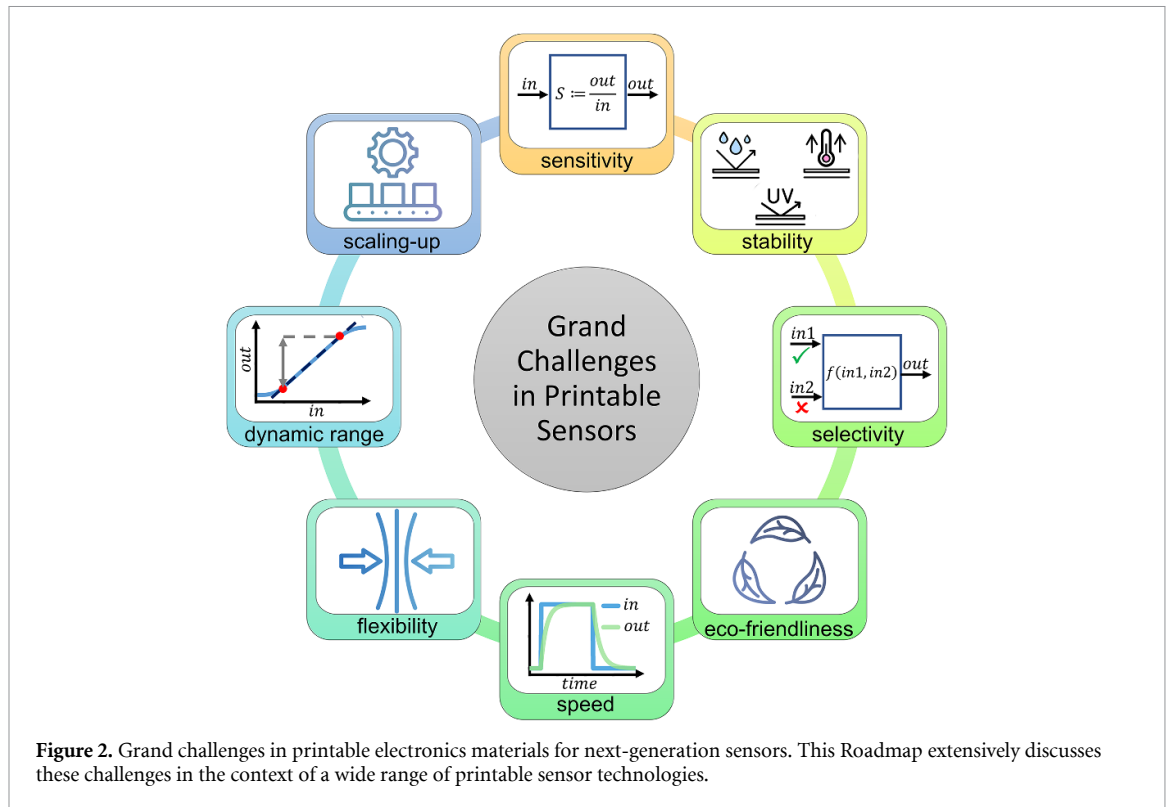 in
S ≔ out/in
out
sensitivity
UV
stability
in1
in2
f(in1, in2)
out
selectivity
eco-friendliness
in
out
time
speed
flexibility
out
in
dynamic range
scaling-up
Grand
Challenges
in Printable
Sensors
Figure 2. Grand challenges in printable electronics materials for next-generation sensors. This Roadmap extensively discusses
these challenges in the context of a wide range of printable sensor technologies.